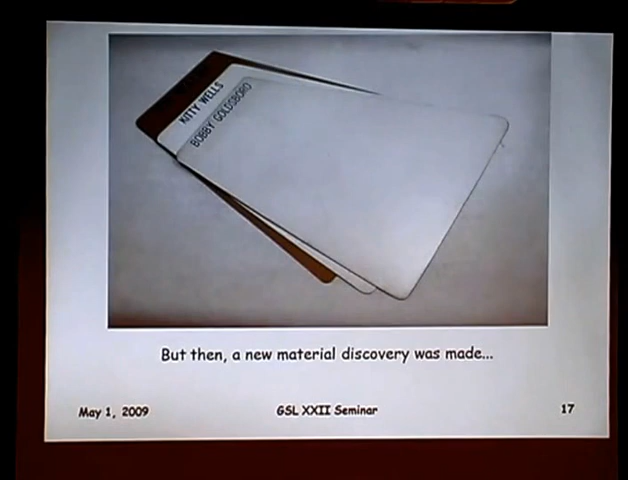 KITTY WELLS
BOBBY GOLDSBORO
But then, a new material discovery was made...
May 1, 2009
GSL XXII Seminar
17